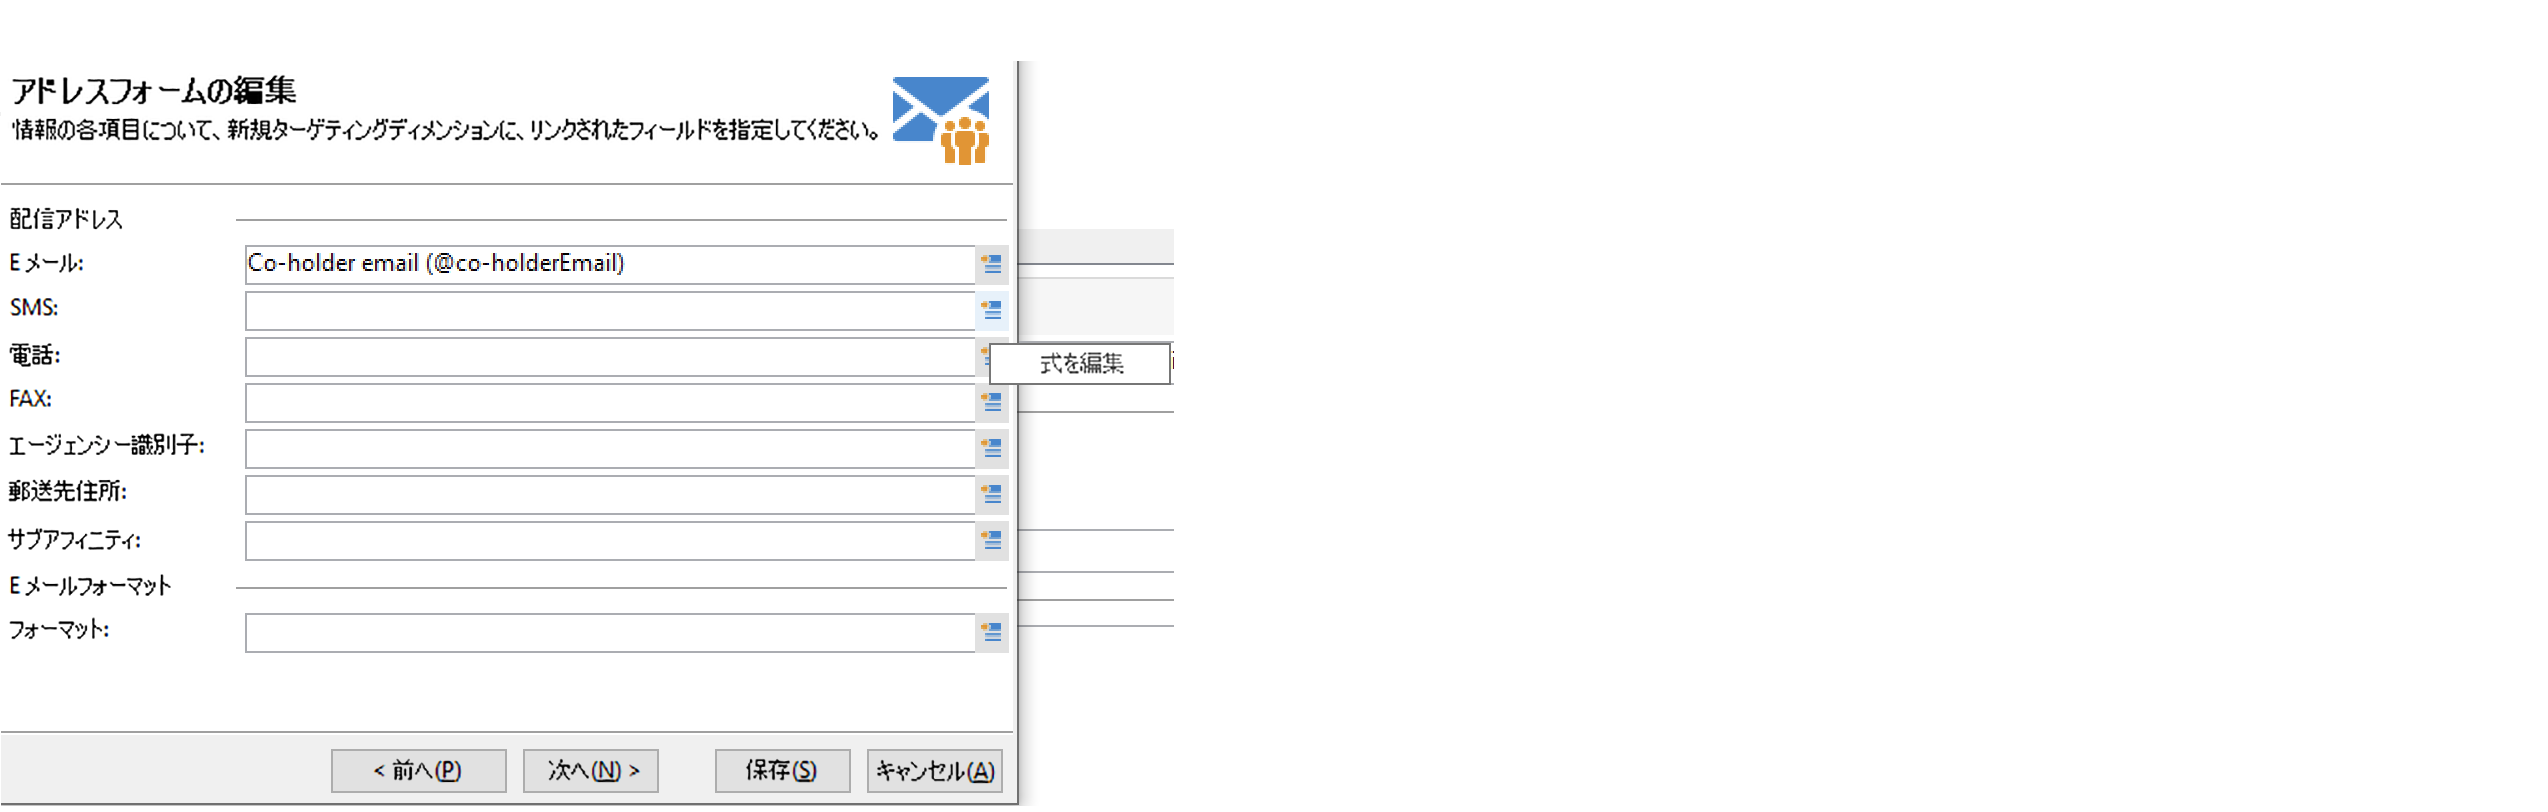 アドレスフォームの編集
情報の各項目について、新規ターゲティングディメンションに、リンクされたフィールドを指定してください。
配信アドレス
Eメール: Co-holder email (@co-holderEmail)
SMS:
電話:
式を編集
FAX:
エージェンシー識別子:
郵送先住所:
サブアフィニティ:
Eメールフォーマット
フォーマット:
< 前へ(P) 次へ(N) > 保存(S) キャンセル(A)